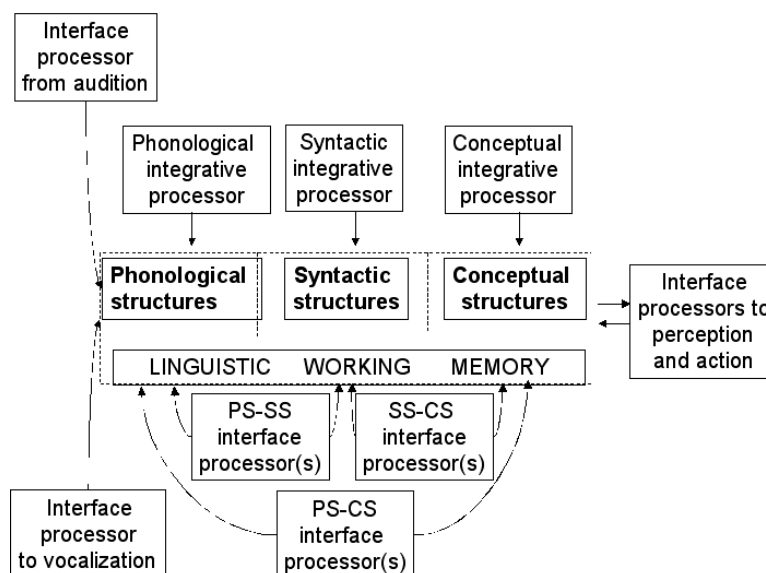 Interface
processor
from audition
Phonological
integrative
processor
Syntactic
integrative
processor
Conceptual
integrative
processor
Phonological
structures
Syntactic
structures
Conceptual
structures
Interface
processors to
perception
and action
LINGUISTIC WORKING MEMORY
PS-SS
interface
processor(s)
SS-CS
interface
processor(s)
Interface
processor
to vocalization
PS-CS
interface
processor(s)